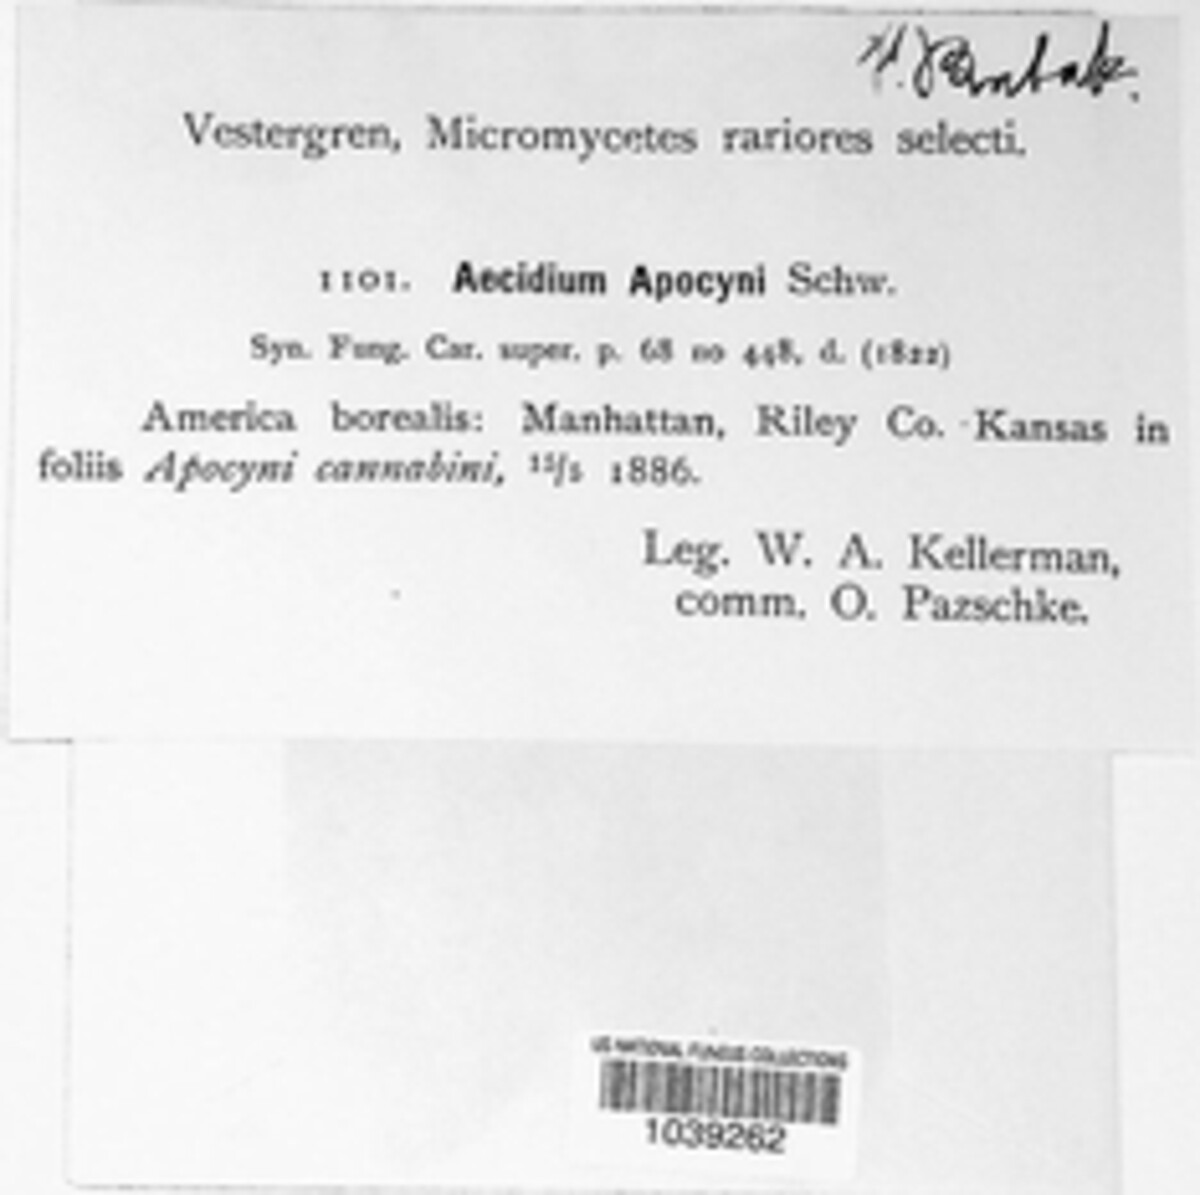 Vestergren, Micromycetes rariores selecti.
1101. Aecidium Apocyni Schw.
Syn. Fung. Car. super. p. 68 no 448, d. (1822)
America borealis: Manhattan, Riley Co. Kansas in
foliis Apocyni cannabini, 15/5 1886.
Leg. W. A. Kellerman,
comm. O. Pazschke.
US NATIONAL FUNGUS COLLECTIONS
1039262